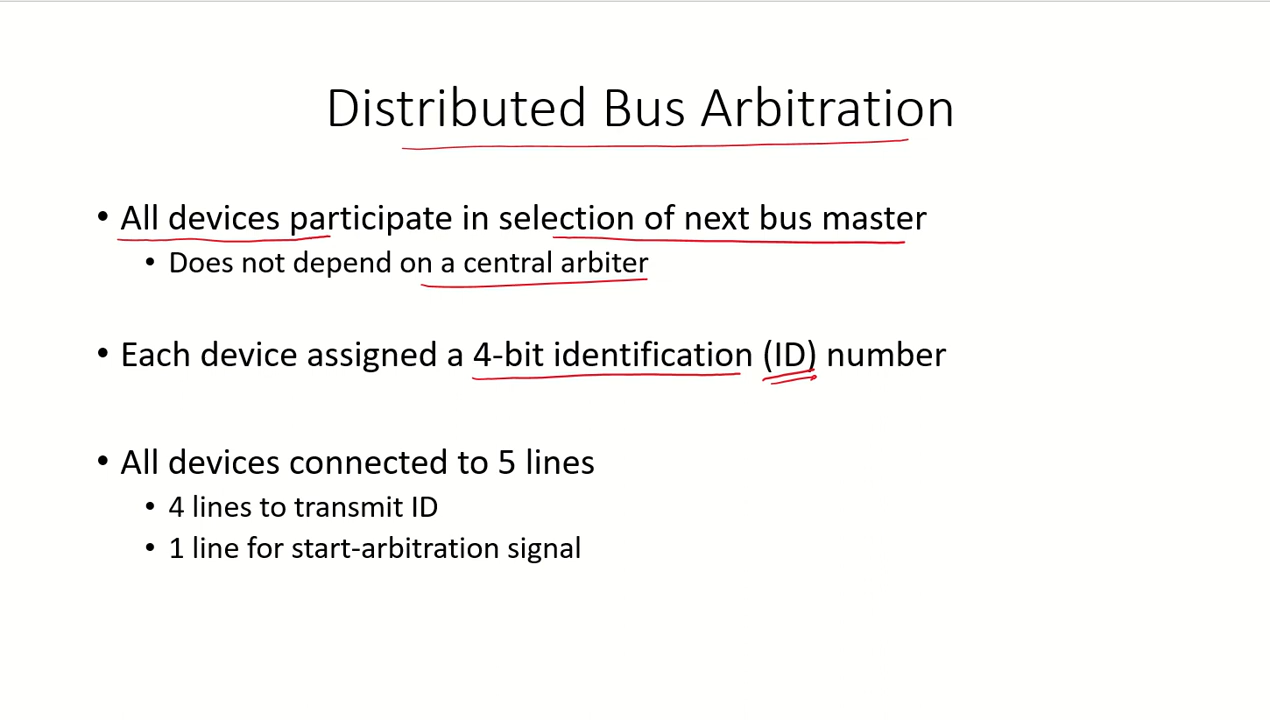 Distributed Bus Arbitration
• All devices participate in selection of next bus master
• Does not depend on a central arbiter
• Each device assigned a 4-bit identification (ID) number
• All devices connected to 5 lines
• 4 lines to transmit ID
• 1 line for start-arbitration signal